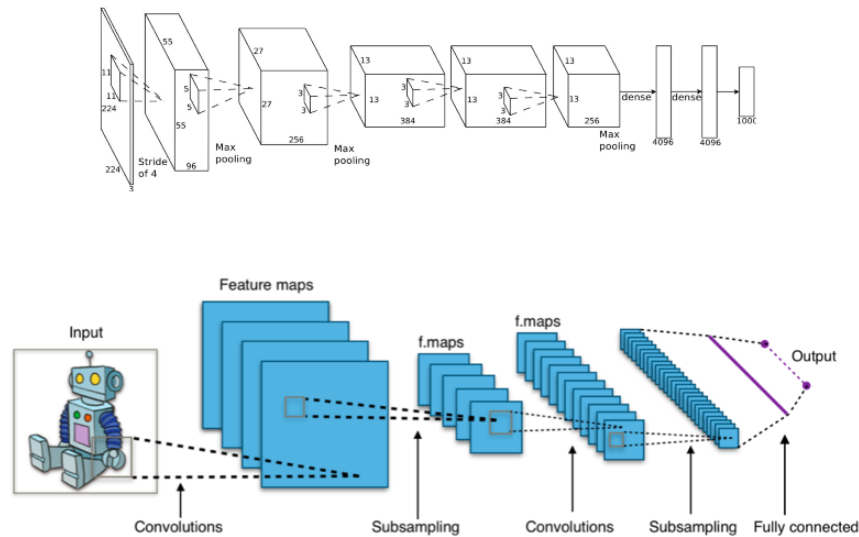 55
27
13
13
13
11
5
3
3
3
11
5
3
3
3
224
55
27
13
13
13
dense
dense
256
384
384
256
1000
224
Stride
of 4
96
Max
pooling
Max
pooling
Max
pooling
4096
4096
3
Feature maps
Input
f.maps
f.maps
Output
Convolutions
Subsampling
Convolutions
Subsampling
Fully connected